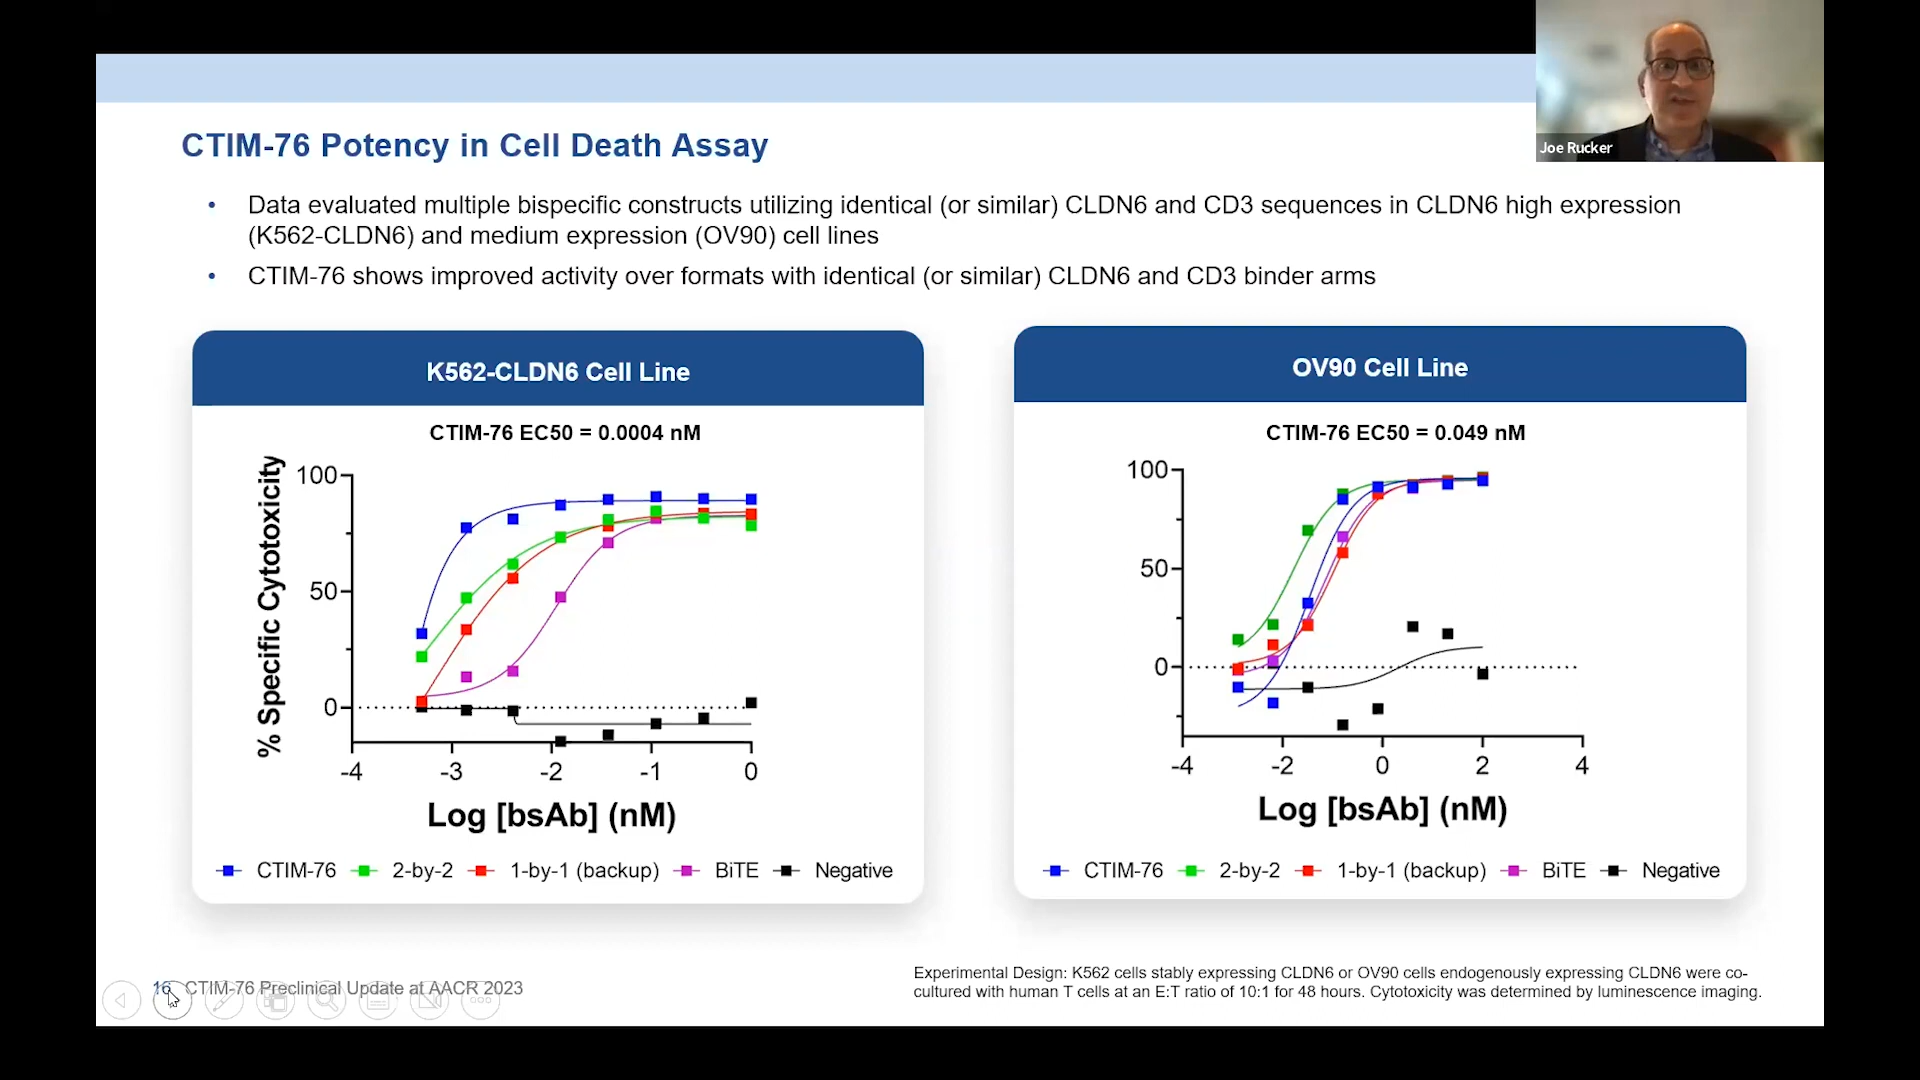 Joe Rucker
CTIM-76 Potency in Cell Death Assay
• Data evaluated multiple bispecific constructs utilizing identical (or similar) CLDN6 and CD3 sequences in CLDN6 high expression
(K562-CLDN6) and medium expression (OV90) cell lines
• CTIM-76 shows improved activity over formats with identical (or similar) CLDN6 and CD3 binder arms
K562-CLDN6 Cell Line
CTIM-76 EC50 = 0.0004 nM
% Specific Cytotoxicity
100
50
0
-4 -3 -2 -1 0
Log [bsAb] (nM)
CTIM-76 2-by-2 1-by-1 (backup) BiTE Negative
OV90 Cell Line
CTIM-76 EC50 = 0.049 nM
100
50
0
-4 -2 0 2 4
Log [bsAb] (nM)
CTIM-76 2-by-2 1-by-1 (backup) BiTE Negative
Experimental Design: K562 cells stably expressing CLDN6 or OV90 cells endogenously expressing CLDN6 were co-
cultured with human T cells at an E:T ratio of 10:1 for 48 hours. Cytotoxicity was determined by luminescence imaging.
16 CTIM-76 Preclinical Update at AACR 2023